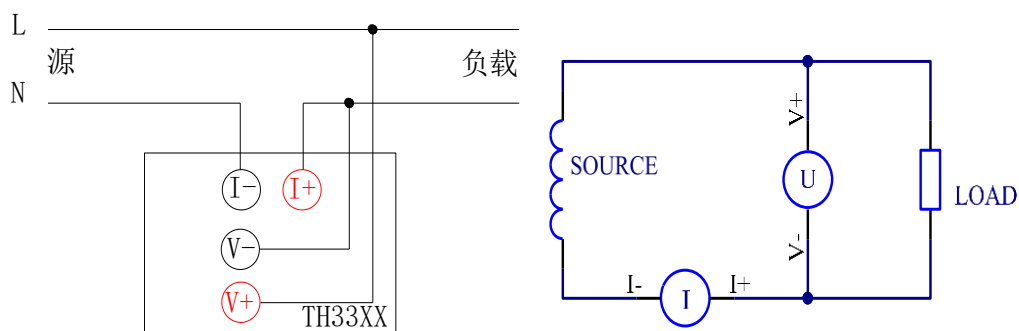 L
源
负载
N
I-
I+
V-
V+
TH33XX
SOURCE
V+
U
V-
LOAD
I-
I
I+